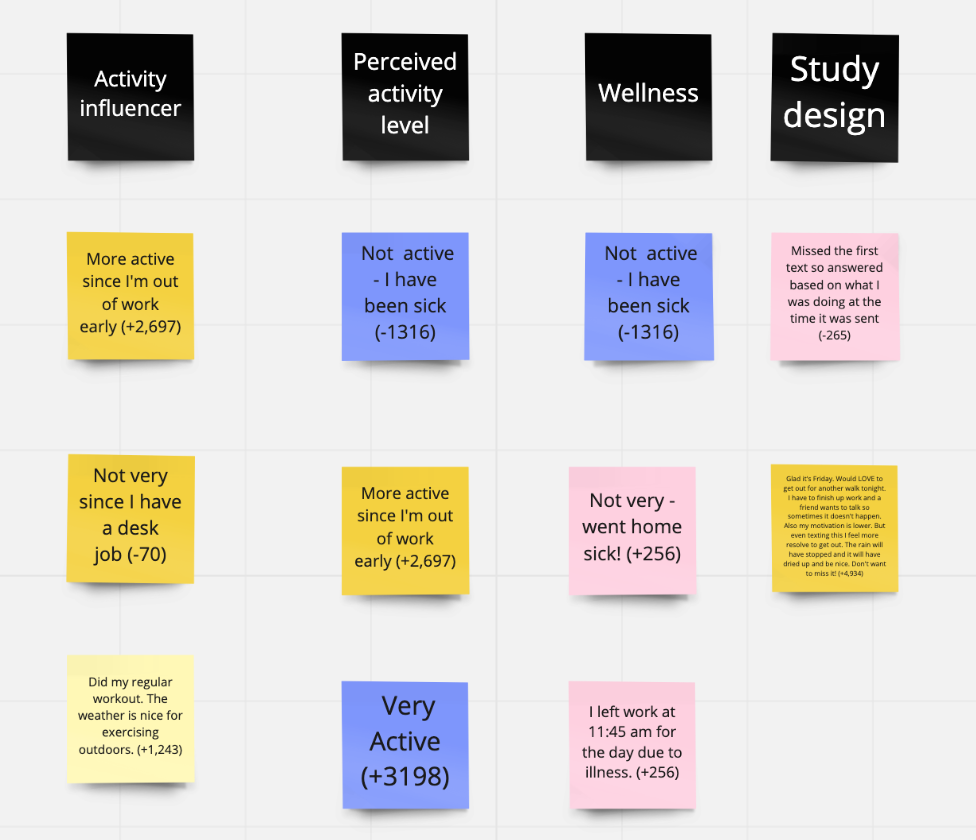 Activity
influencer
Perceived
activity
level
Wellness
Study
design
More active
since I'm out
of work
early (+2,697)
Not active
- I have
been sick
(-1316)
Not active
- I have
been sick
(-1316)
Missed the first
text so answered
based on what I
was doing at the
time it was sent
(-265)
Not very
since I have
a desk
job (-70)
More active
since I'm out
of work
early (+2,697)
Not very -
went home
sick! (+256)
Glad it's Friday. Would LOVE to
get out for another walk tonight.
I have to finish up work and a
friend wants to talk so
sometimes it doesn't happen.
Also my motivation is lower. But
even texting this I feel more
resolve to get out. The rain will
have stopped and it will have
dried up and be nice. Don't want
to miss it! (+4,934)
Did my regular
workout. The
weather is nice for
exercising
outdoors. (+1,243)
Very
Active
(+3198)
I left work at
11:45 am for
the day due to
illness. (+256)